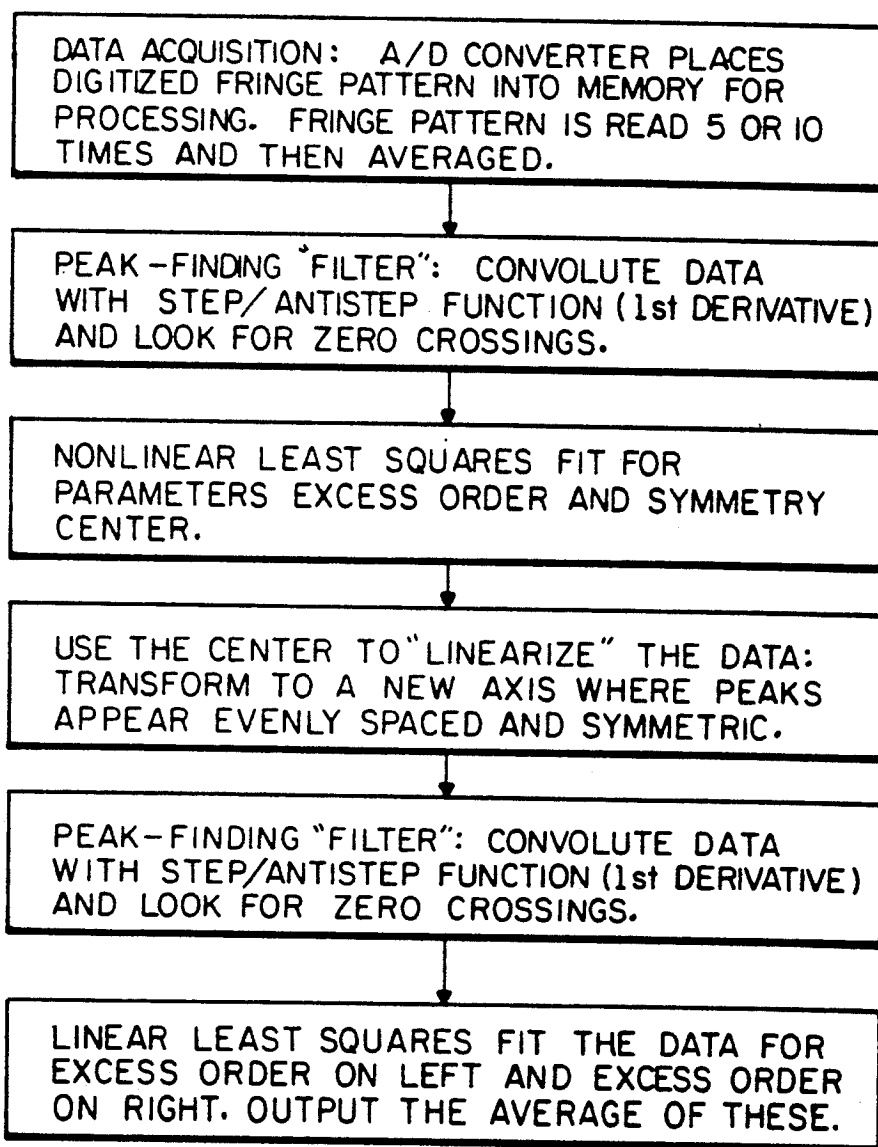 DATA ACQUISITION: A/D CONVERTER PLACES
DIGITIZED FRINGE PATTERN INTO MEMORY FOR
PROCESSING. FRINGE PATTERN IS READ 5 OR 10
TIMES AND THEN AVERAGED.
PEAK-FINDING "FILTER": CONVOLUTE DATA
WITH STEP/ANTISTEP FUNCTION (1st DERIVATIVE)
AND LOOK FOR ZERO CROSSINGS.
NONLINEAR LEAST SQUARES FIT FOR
PARAMETERS EXCESS ORDER AND SYMMETRY
CENTER.
USE THE CENTER TO "LINEARIZE" THE DATA:
TRANSFORM TO A NEW AXIS WHERE PEAKS
APPEAR EVENLY SPACED AND SYMMETRIC.
PEAK-FINDING "FILTER": CONVOLUTE DATA
WITH STEP/ANTISTEP FUNCTION (1st DERIVATIVE)
AND LOOK FOR ZERO CROSSINGS.
LINEAR LEAST SQUARES FIT THE DATA FOR
EXCESS ORDER ON LEFT AND EXCESS ORDER
ON RIGHT. OUTPUT THE AVERAGE OF THESE.